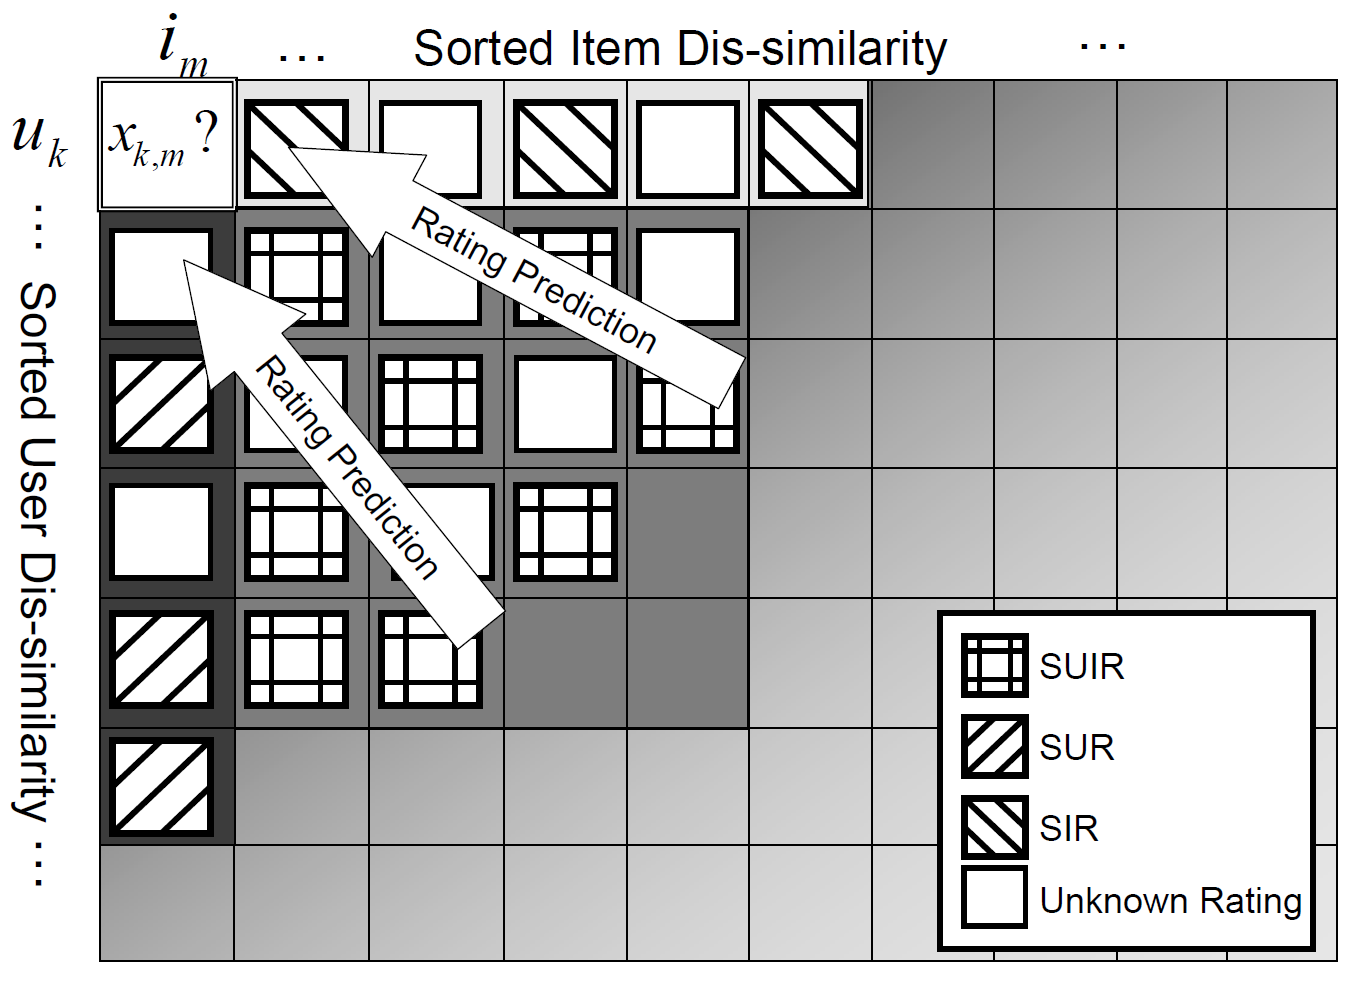 i_m ... Sorted Item Dis-similarity ...
u_k x_{k,m} ?
... Sorted User Dis-similarity ...
Rating Prediction
Rating Prediction
SUIR
SUR
SIR
Unknown Rating